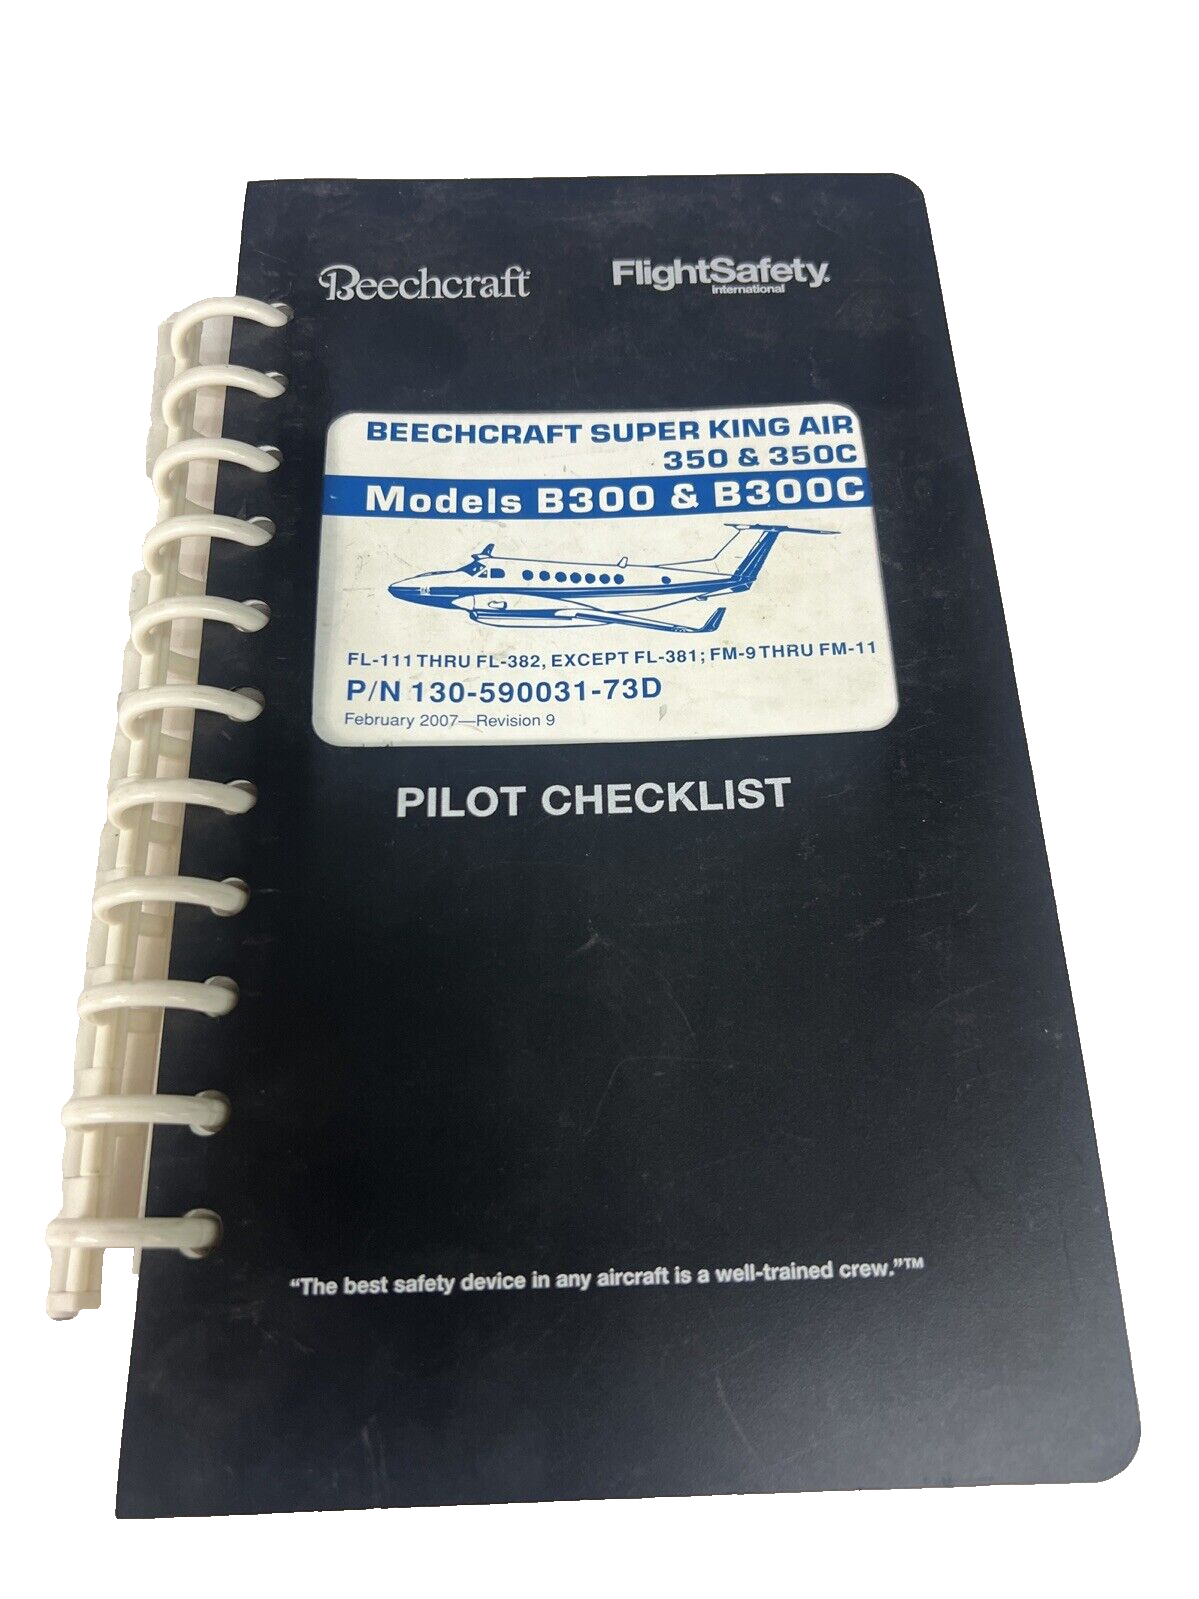 Beechcraft
FlightSafety
international
BEECHCRAFT SUPER KING AIR
350 & 350C
Models B300 & B300C
FL-111 THRU FL-382, EXCEPT FL-381; FM-9 THRU FM-11
P/N 130-590031-73D
February 2007—Revision 9
PILOT CHECKLIST
“The best safety device in any aircraft is a well-trained crew.”™